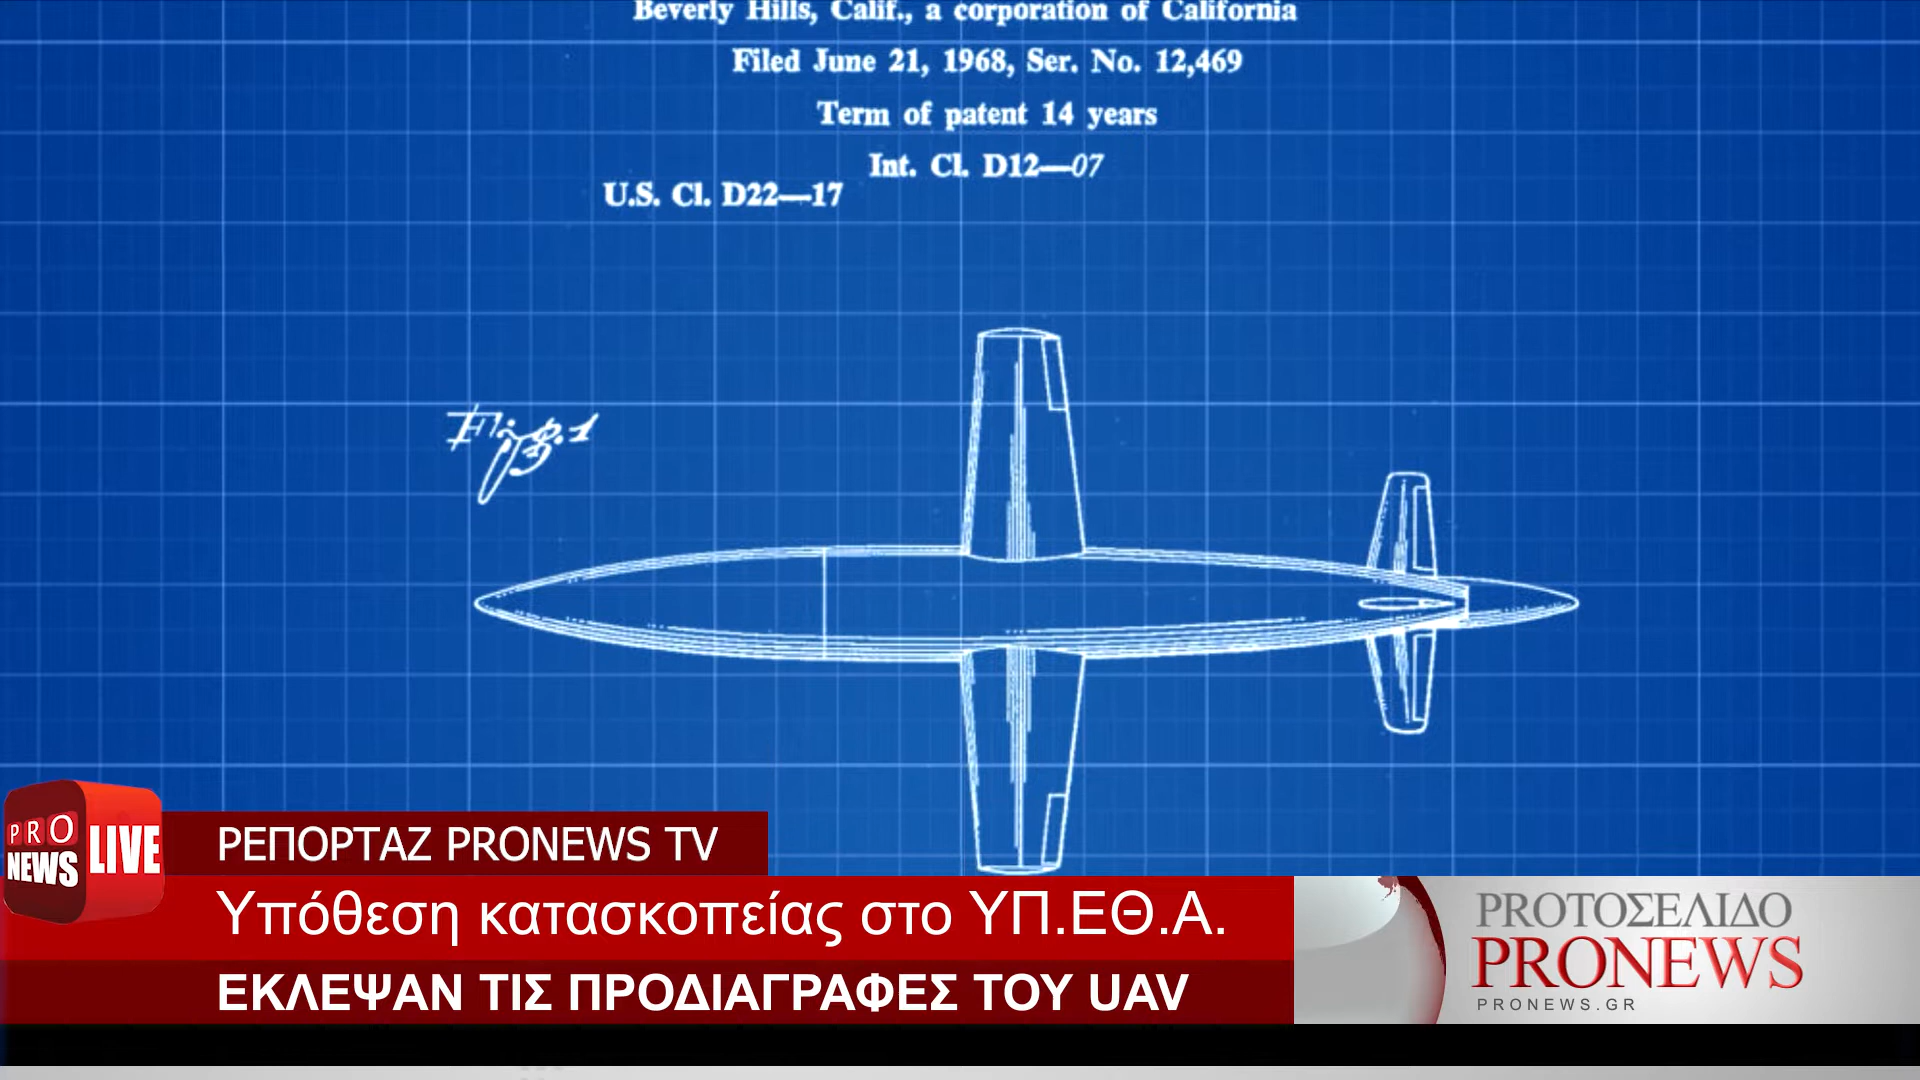 Beverly Hills, Calif., a corporation of California
Filed June 21, 1968, Ser. No. 12,469
Term of patent 14 years
Int. Cl. D12—07
U.S. Cl. D22—17
Fig. 1
PRO
NEWS
LIVE
ΡΕΠΟΡΤΑΖ PRONEWS TV
Υπόθεση κατασκοπείας στο ΥΠ.ΕΘ.Α.
ΕΚΛΕΨΑΝ ΤΙΣ ΠΡΟΔΙΑΓΡΑΦΕΣ ΤΟΥ UAV
PROTOΣΕΛΙΔΟ
PRONEWS
PRONEWS.GR